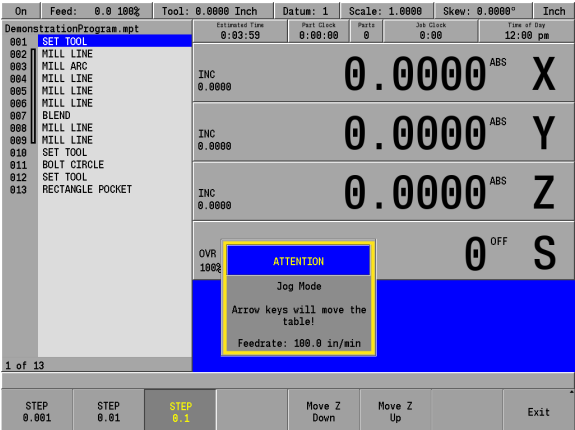 On Feed: 0.0 100% Tool: 0.0000 Inch Datum: 1 Scale: 1.0000 Skew: 0.0000° Inch
DemonstrationProgram.mpt
Estimated Time Part Clock Parts Job Clock Time of Day
0:03:59 0:00:00 0 0:00 12:00 pm
001 SET TOOL
002 MILL LINE
003 MILL ARC
004 MILL LINE
005 MILL LINE
006 MILL LINE
007 BLEND
008 MILL LINE
009 MILL LINE
010 SET TOOL
011 BOLT CIRCLE
012 SET TOOL
013 RECTANGLE POCKET
1 of 13
INC
0.0000
0.0000 ABS X
INC
0.0000
0.0000 ABS Y
INC
0.0000
0.0000 ABS Z
OVR
100%
0 OFF S
ATTENTION
Jog Mode
Arrow keys will move the
table!
Feedrate: 100.0 in/min
STEP
0.001
STEP
0.01
STEP
0.1
Move Z
Down
Move Z
Up
Exit